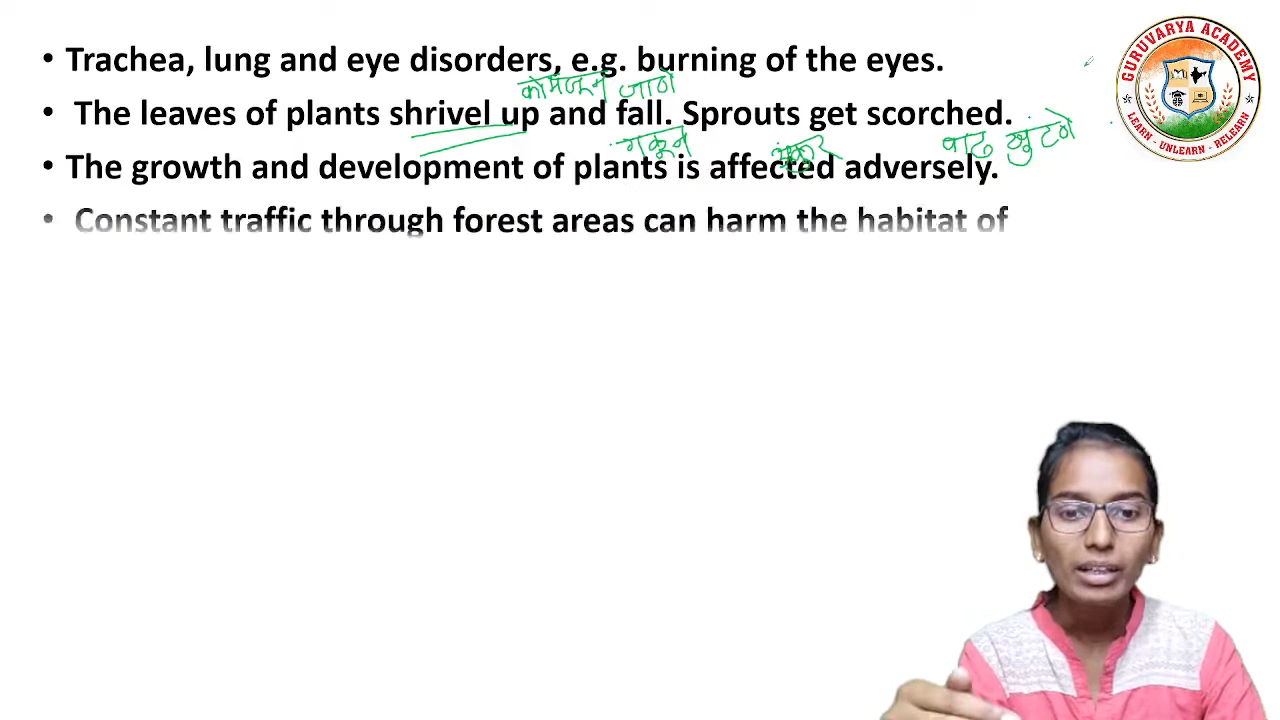 • Trachea, lung and eye disorders, e.g. burning of the eyes.
कोमेजून जाणे
• The leaves of plants shrivel up and fall. Sprouts get scorched.
गळून अंकुर वाढ खुंटणे
• The growth and development of plants is affected adversely.
• Constant traffic through forest areas can harm the habitat of
GURUVARYA ACADEMY
LEARN - UNLEARN - RELEARN